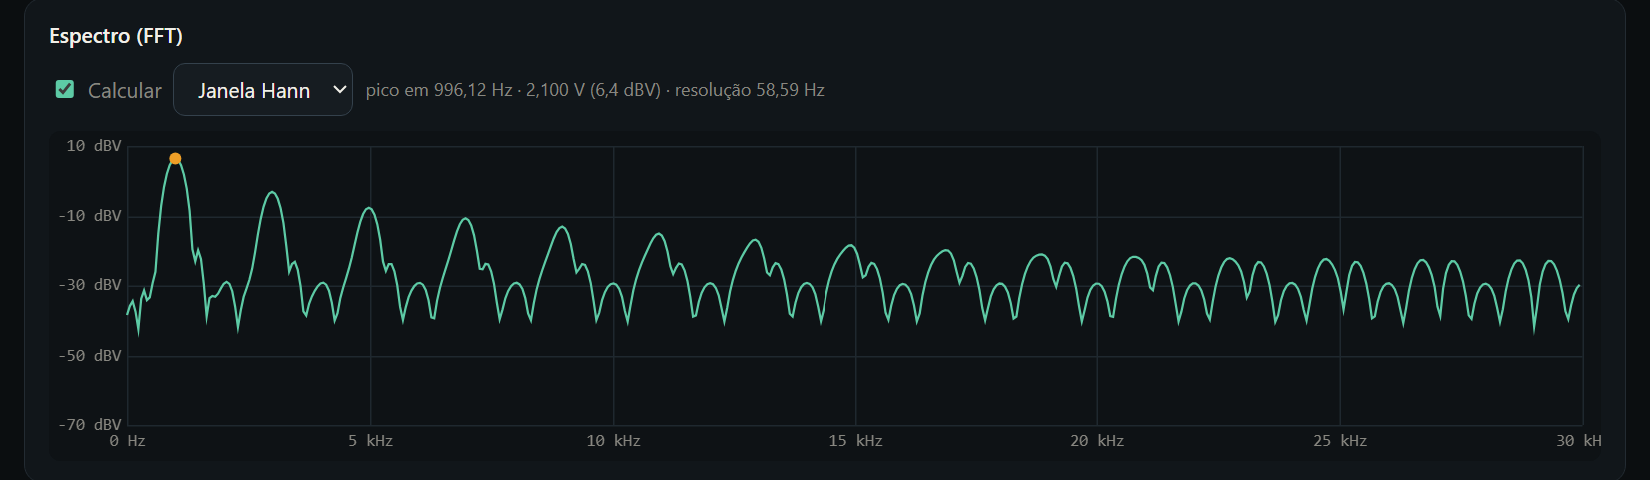 Espectro (FFT)
Calcular Janela Hann pico em 996,12 Hz · 2,100 V (6,4 dBV) · resolução 58,59 Hz
10 dBV
-10 dBV
-30 dBV
-50 dBV
-70 dBV
0 Hz 5 kHz 10 kHz 15 kHz 20 kHz 25 kHz 30 kH